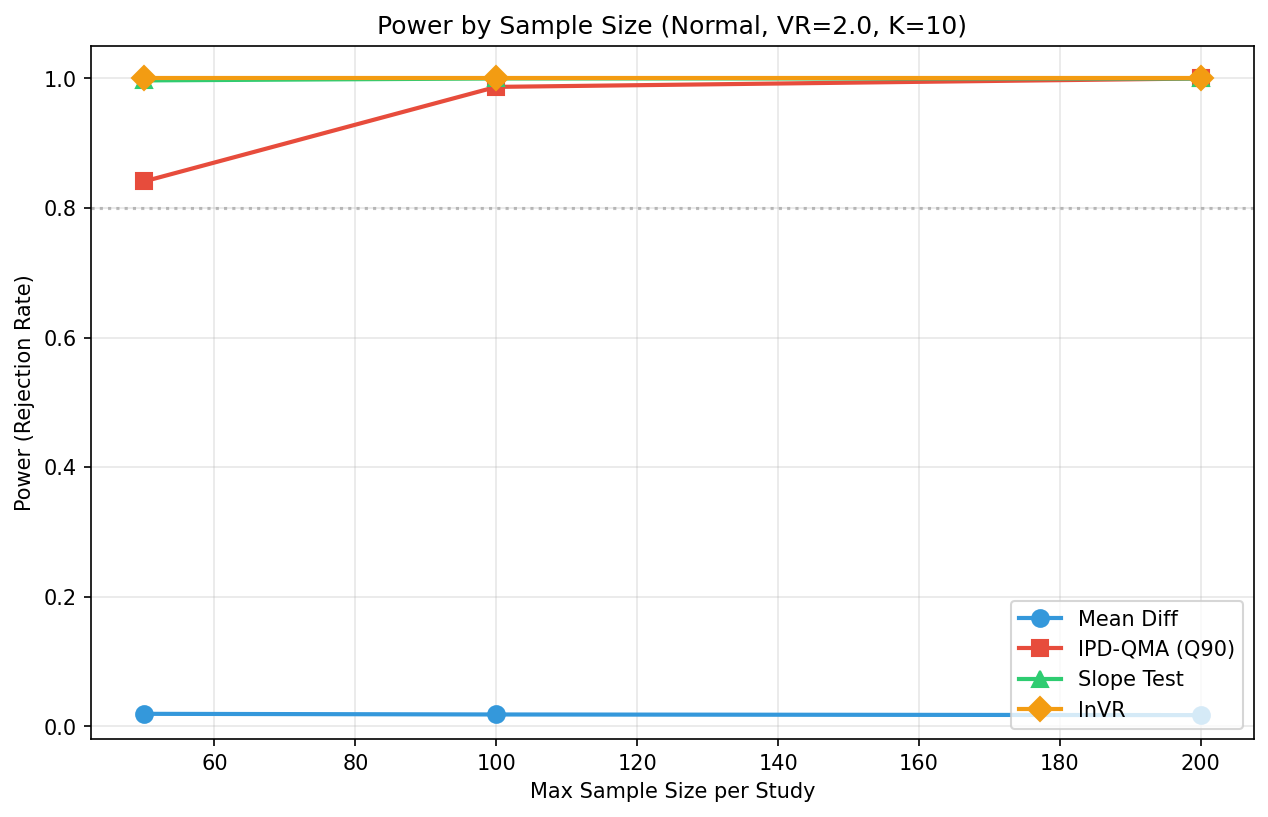 Power by Sample Size (Normal, VR=2.0, K=10)
Power (Rejection Rate)
1.0
0.8
0.6
0.4
0.2
0.0
60 80 100 120 140 160 180 200
Max Sample Size per Study
Mean Diff
IPD-QMA (Q90)
Slope Test
lnVR